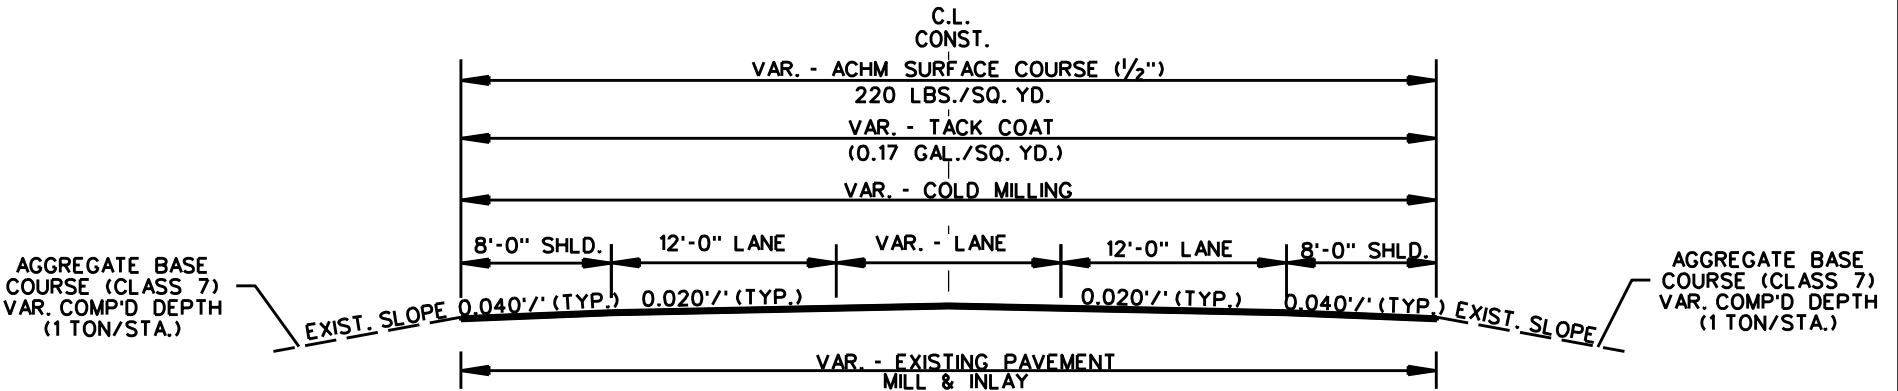 C.L.
CONST.
VAR. - ACHM SURFACE COURSE (1/2")
220 LBS./SQ. YD.
VAR. - TACK COAT
(0.17 GAL./SQ. YD.)
VAR. - COLD MILLING
8'-0" SHLD.
12'-0" LANE
VAR. - LANE
12'-0" LANE
8'-0" SHLD.
AGGREGATE BASE
COURSE (CLASS 7)
VAR. COMP'D DEPTH
(1 TON/STA.)
EXIST. SLOPE
0.040'/' (TYP.)
0.020'/' (TYP.)
0.020'/' (TYP.)
0.040'/' (TYP.)
EXIST. SLOPE
AGGREGATE BASE
COURSE (CLASS 7)
VAR. COMP'D DEPTH
(1 TON/STA.)
VAR. - EXISTING PAVEMENT
MILL & INLAY